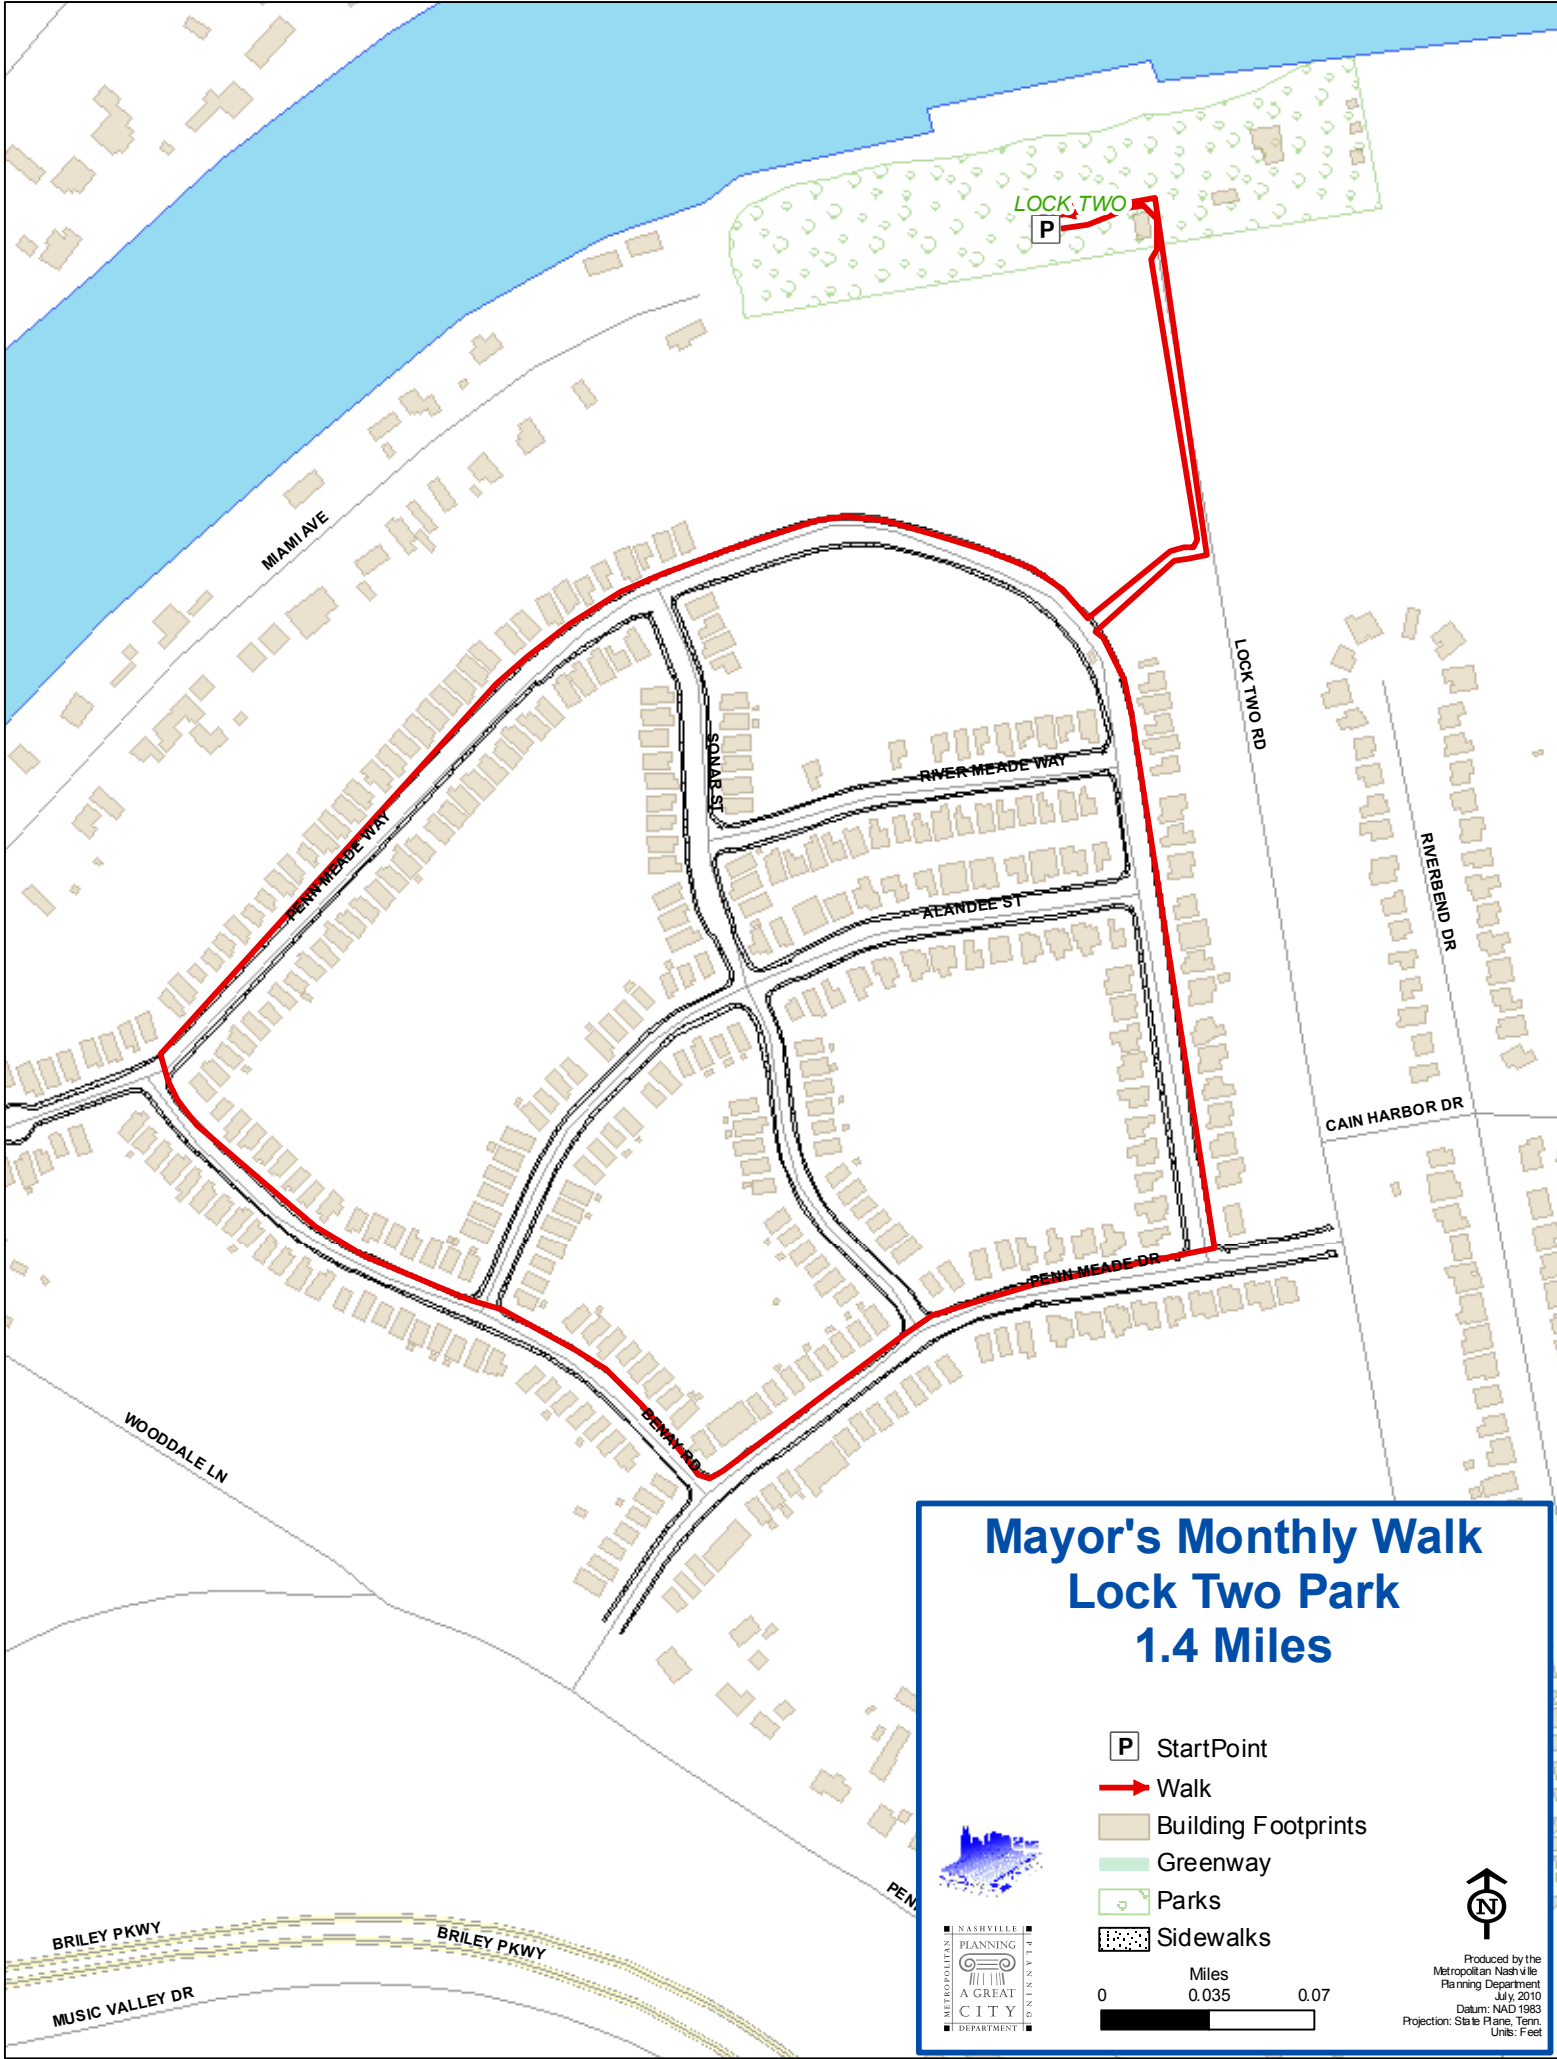 LOCK TWO
P
MIAMI AVE
LOCK TWO RD
SONAR ST
RIVER MEADE WAY
PENN MEADE WAY
ALANDEE ST
RIVERBEND DR
CAIN HARBOR DR
PENN MEADE DR
BENAY RD
WOODDALE LN
BRILEY PKWY
BRILEY PKWY
MUSIC VALLEY DR
Mayor's Monthly Walk
Lock Two Park
1.4 Miles
P StartPoint
Walk
Building Footprints
Greenway
Parks
Sidewalks
Miles
0 0.035 0.07
N
NASHVILLE
METROPOLITAN
PLANNING
PLANNING
A GREAT
CITY
DEPARTMENT
Produced by the
Metropolitan Nashville
Planning Department
July, 2010
Datum: NAD 1983
Projection: State Plane, Tenn.
Units: Feet